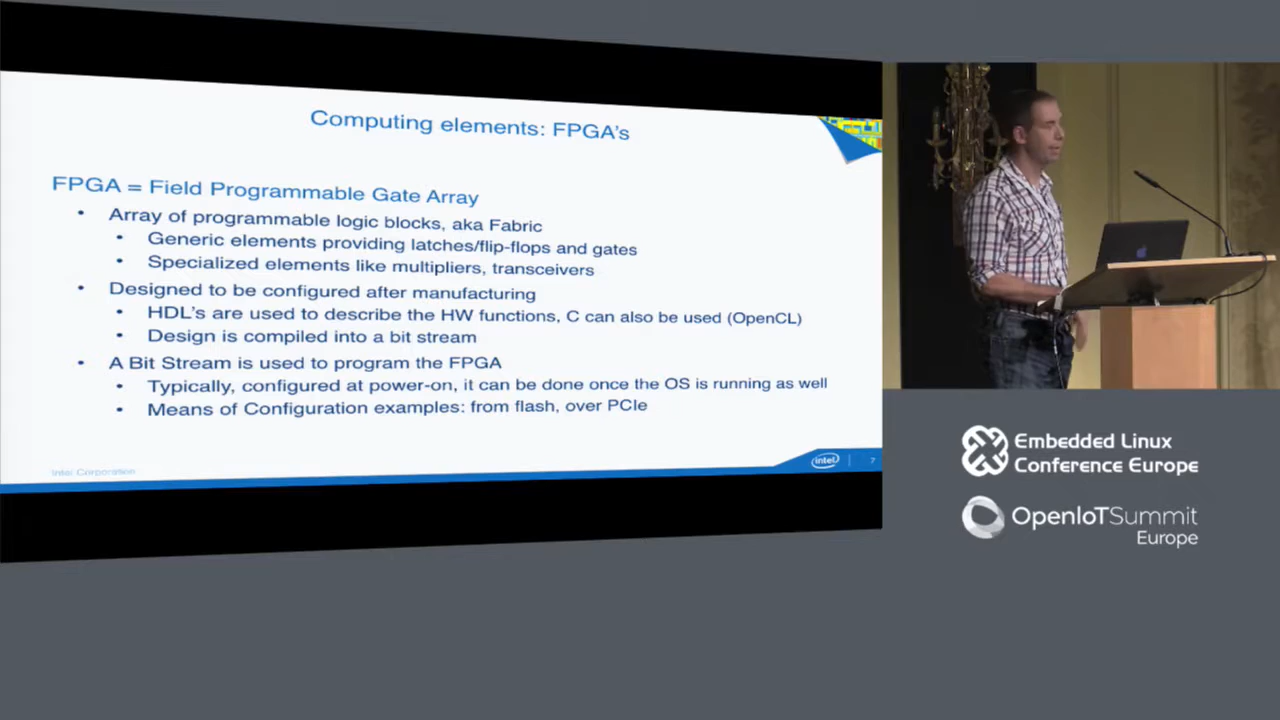 Computing elements: FPGA's
FPGA = Field Programmable Gate Array
• Array of programmable logic blocks, aka Fabric
• Generic elements providing latches/flip-flops and gates
• Specialized elements like multipliers, transceivers
• Designed to be configured after manufacturing
• HDL's are used to describe the HW functions, C can also be used (OpenCL)
• Design is compiled into a bit stream
• A Bit Stream is used to program the FPGA
• Typically, configured at power-on, it can be done once the OS is running as well
• Means of Configuration examples: from flash, over PCIe
Intel Corporation
intel
7
Embedded Linux
Conference Europe
OpenIoTSummit
Europe